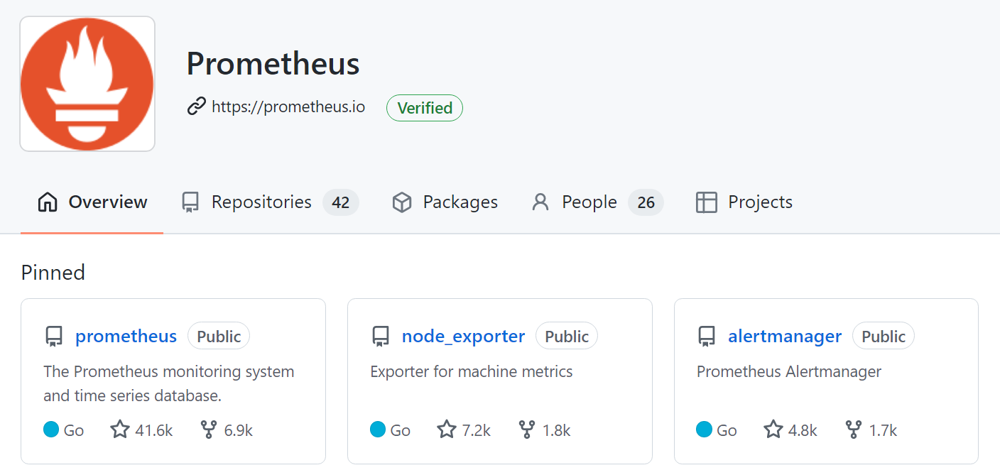 Prometheus
https://prometheus.io Verified
Overview Repositories 42 Packages People 26 Projects
Pinned
prometheus Public
The Prometheus monitoring system
and time series database.
Go 41.6k 6.9k
node_exporter Public
Exporter for machine metrics
Go 7.2k 1.8k
alertmanager Public
Prometheus Alertmanager
Go 4.8k 1.7k